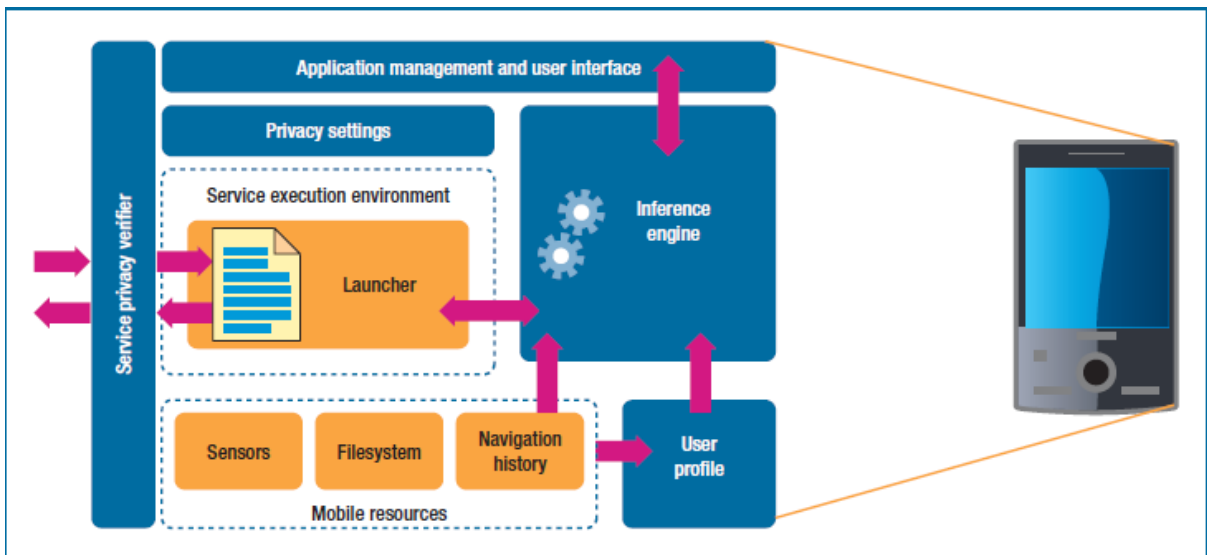 Application management and user interface
Privacy settings
Service privacy verifier
Service execution environment
Launcher
Inference
engine
Sensors
Filesystem
Navigation
history
Mobile resources
User
profile